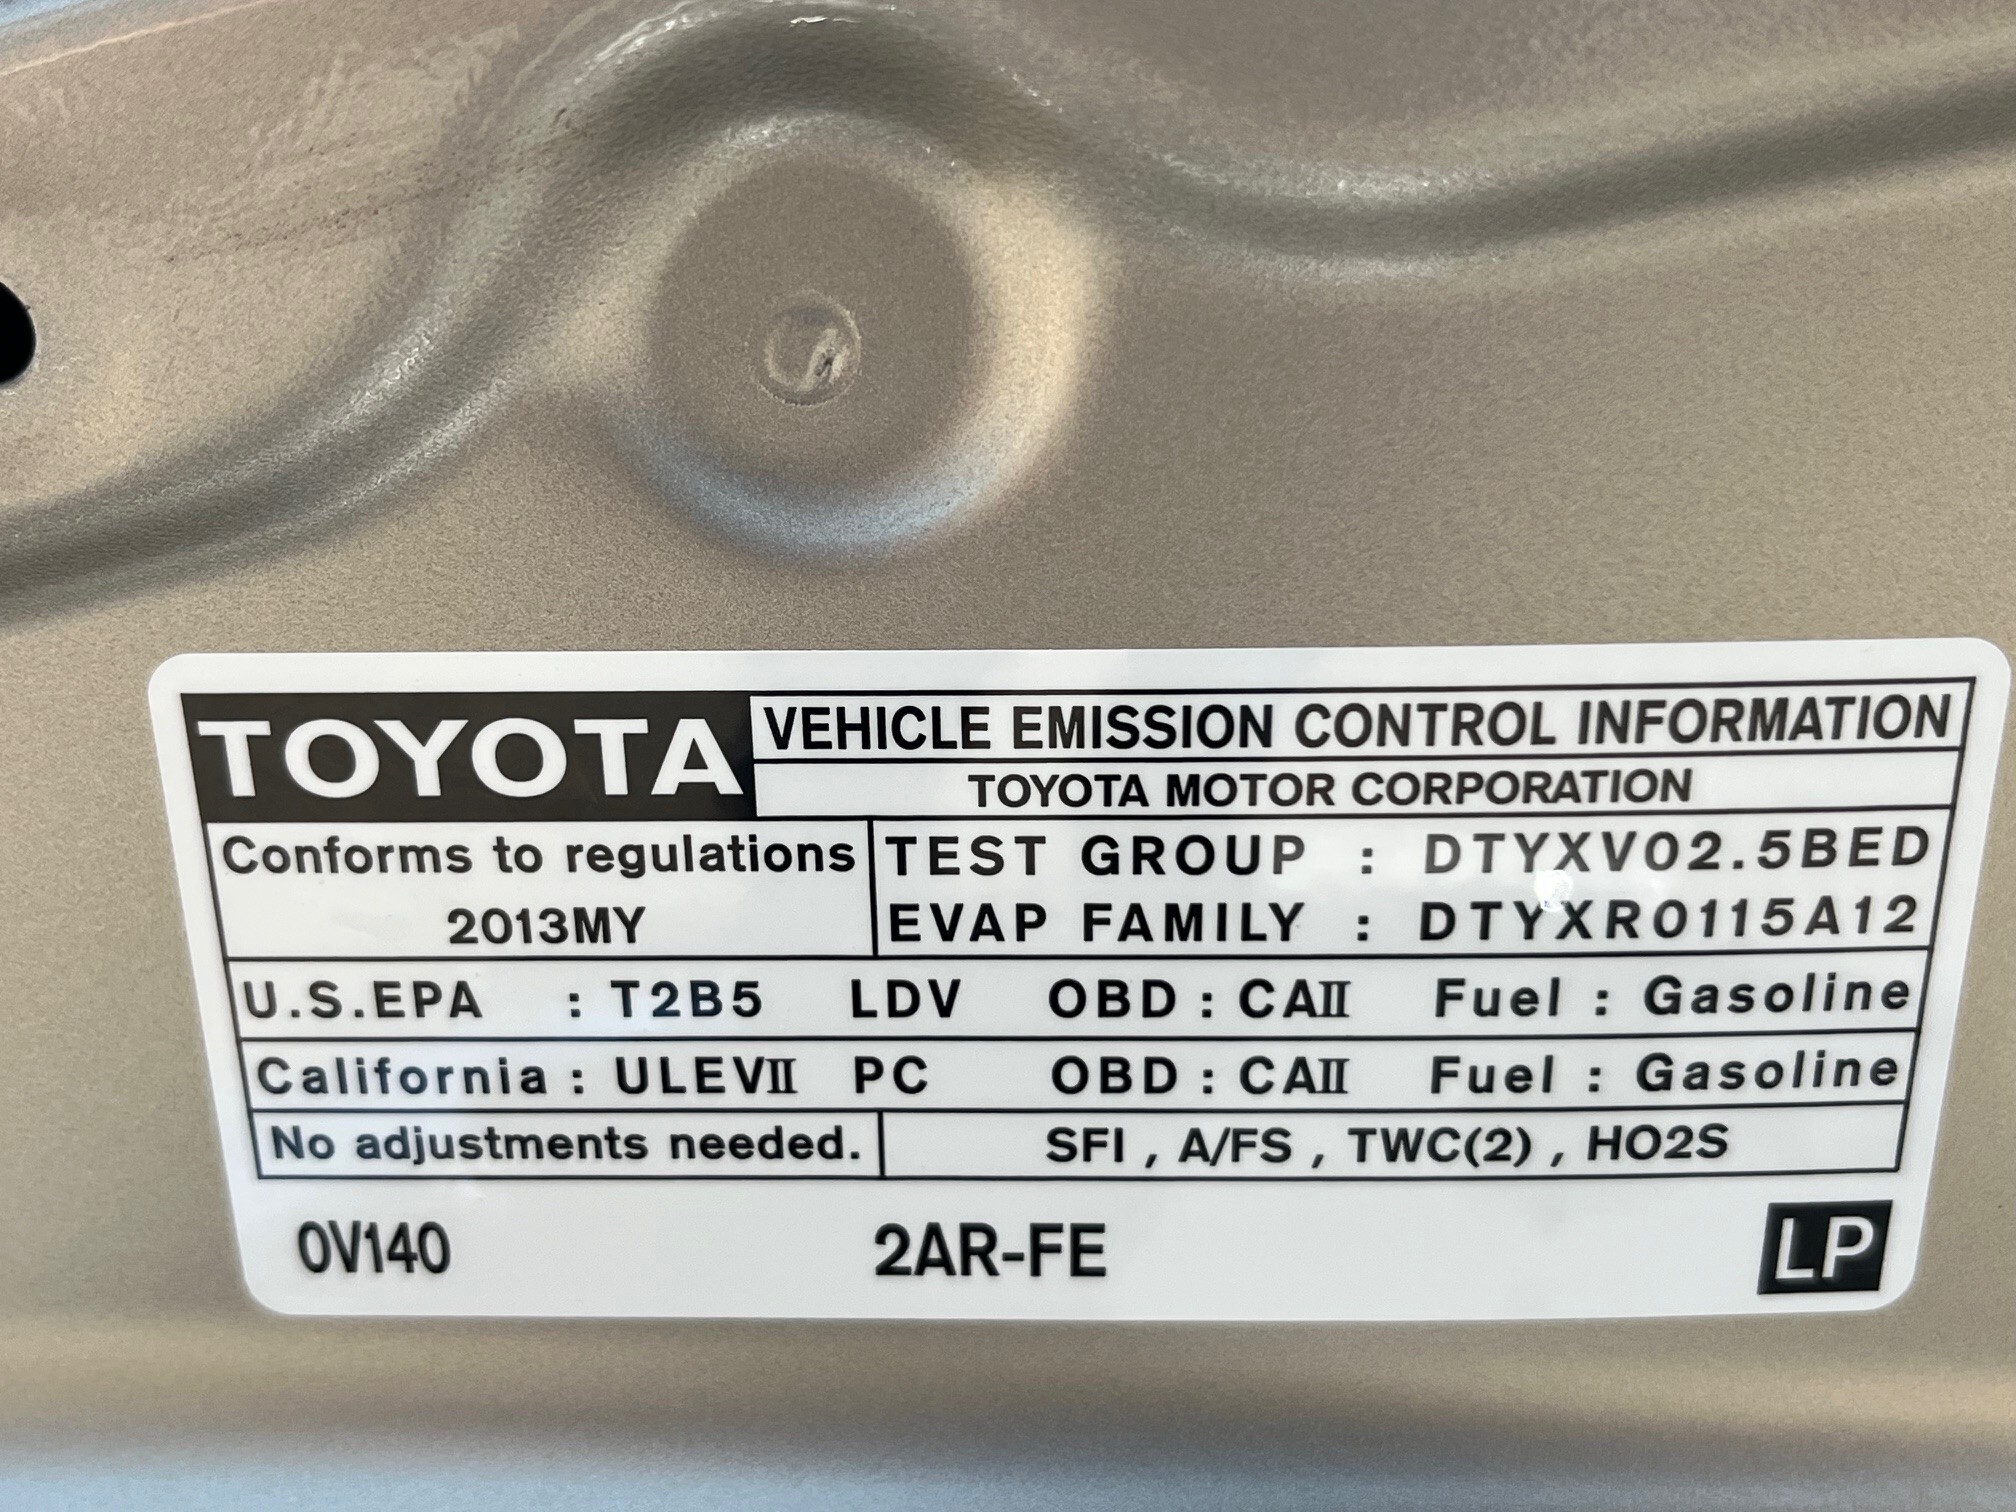 TOYOTA VEHICLE EMISSION CONTROL INFORMATION
TOYOTA MOTOR CORPORATION
Conforms to regulations
2013MY
TEST GROUP : DTYXV02.5BED
EVAP FAMILY : DTYXR0115A12
U.S.EPA : T2B5 LDV OBD : CAII Fuel : Gasoline
California : ULEVII PC OBD : CAII Fuel : Gasoline
No adjustments needed. SFI , A/FS , TWC(2) , HO2S
0V140 2AR-FE LP